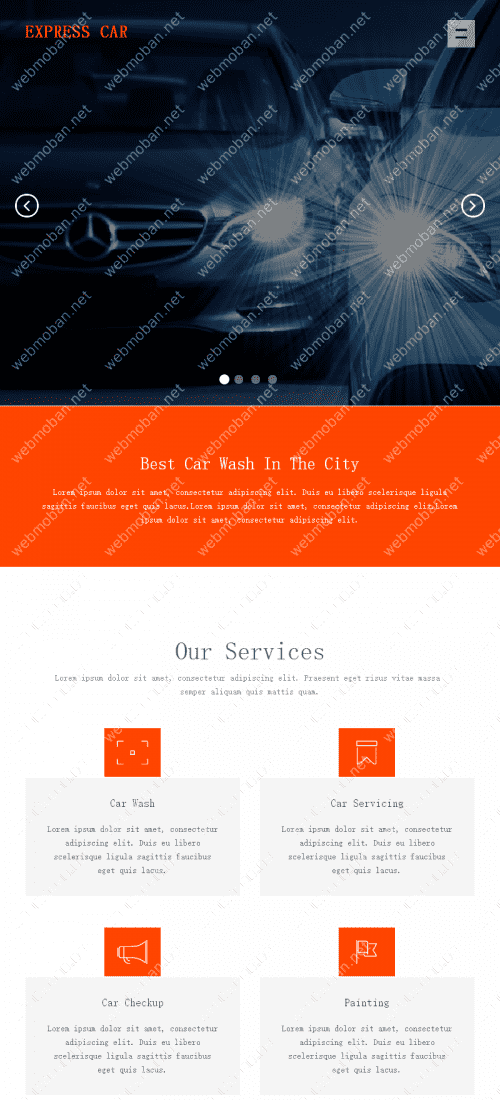 EXPRESS CAR
Best Car Wash In The City
Lorem ipsum dolor sit amet, consectetur adipiscing elit. Duis eu libero scelerisque ligula
sagittis faucibus eget quis lacus.Lorem ipsum dolor sit amet, consectetur adipiscing elit.Lorem
ipsum dolor sit amet, consectetur adipiscing elit.
Our Services
Lorem ipsum dolor sit amet, consectetur adipiscing elit. Praesent eget risus vitae massa
semper aliquam quis mattis quam.
Car Wash
Lorem ipsum dolor sit amet, consectetur
adipiscing elit. Duis eu libero
scelerisque ligula sagittis faucibus
eget quis lacus.
Car Servicing
Lorem ipsum dolor sit amet, consectetur
adipiscing elit. Duis eu libero
scelerisque ligula sagittis faucibus
eget quis lacus.
Car Checkup
Lorem ipsum dolor sit amet, consectetur
adipiscing elit. Duis eu libero
scelerisque ligula sagittis faucibus
eget quis lacus.
Painting
Lorem ipsum dolor sit amet, consectetur
adipiscing elit. Duis eu libero
scelerisque ligula sagittis faucibus
eget quis lacus.
webmoban.net